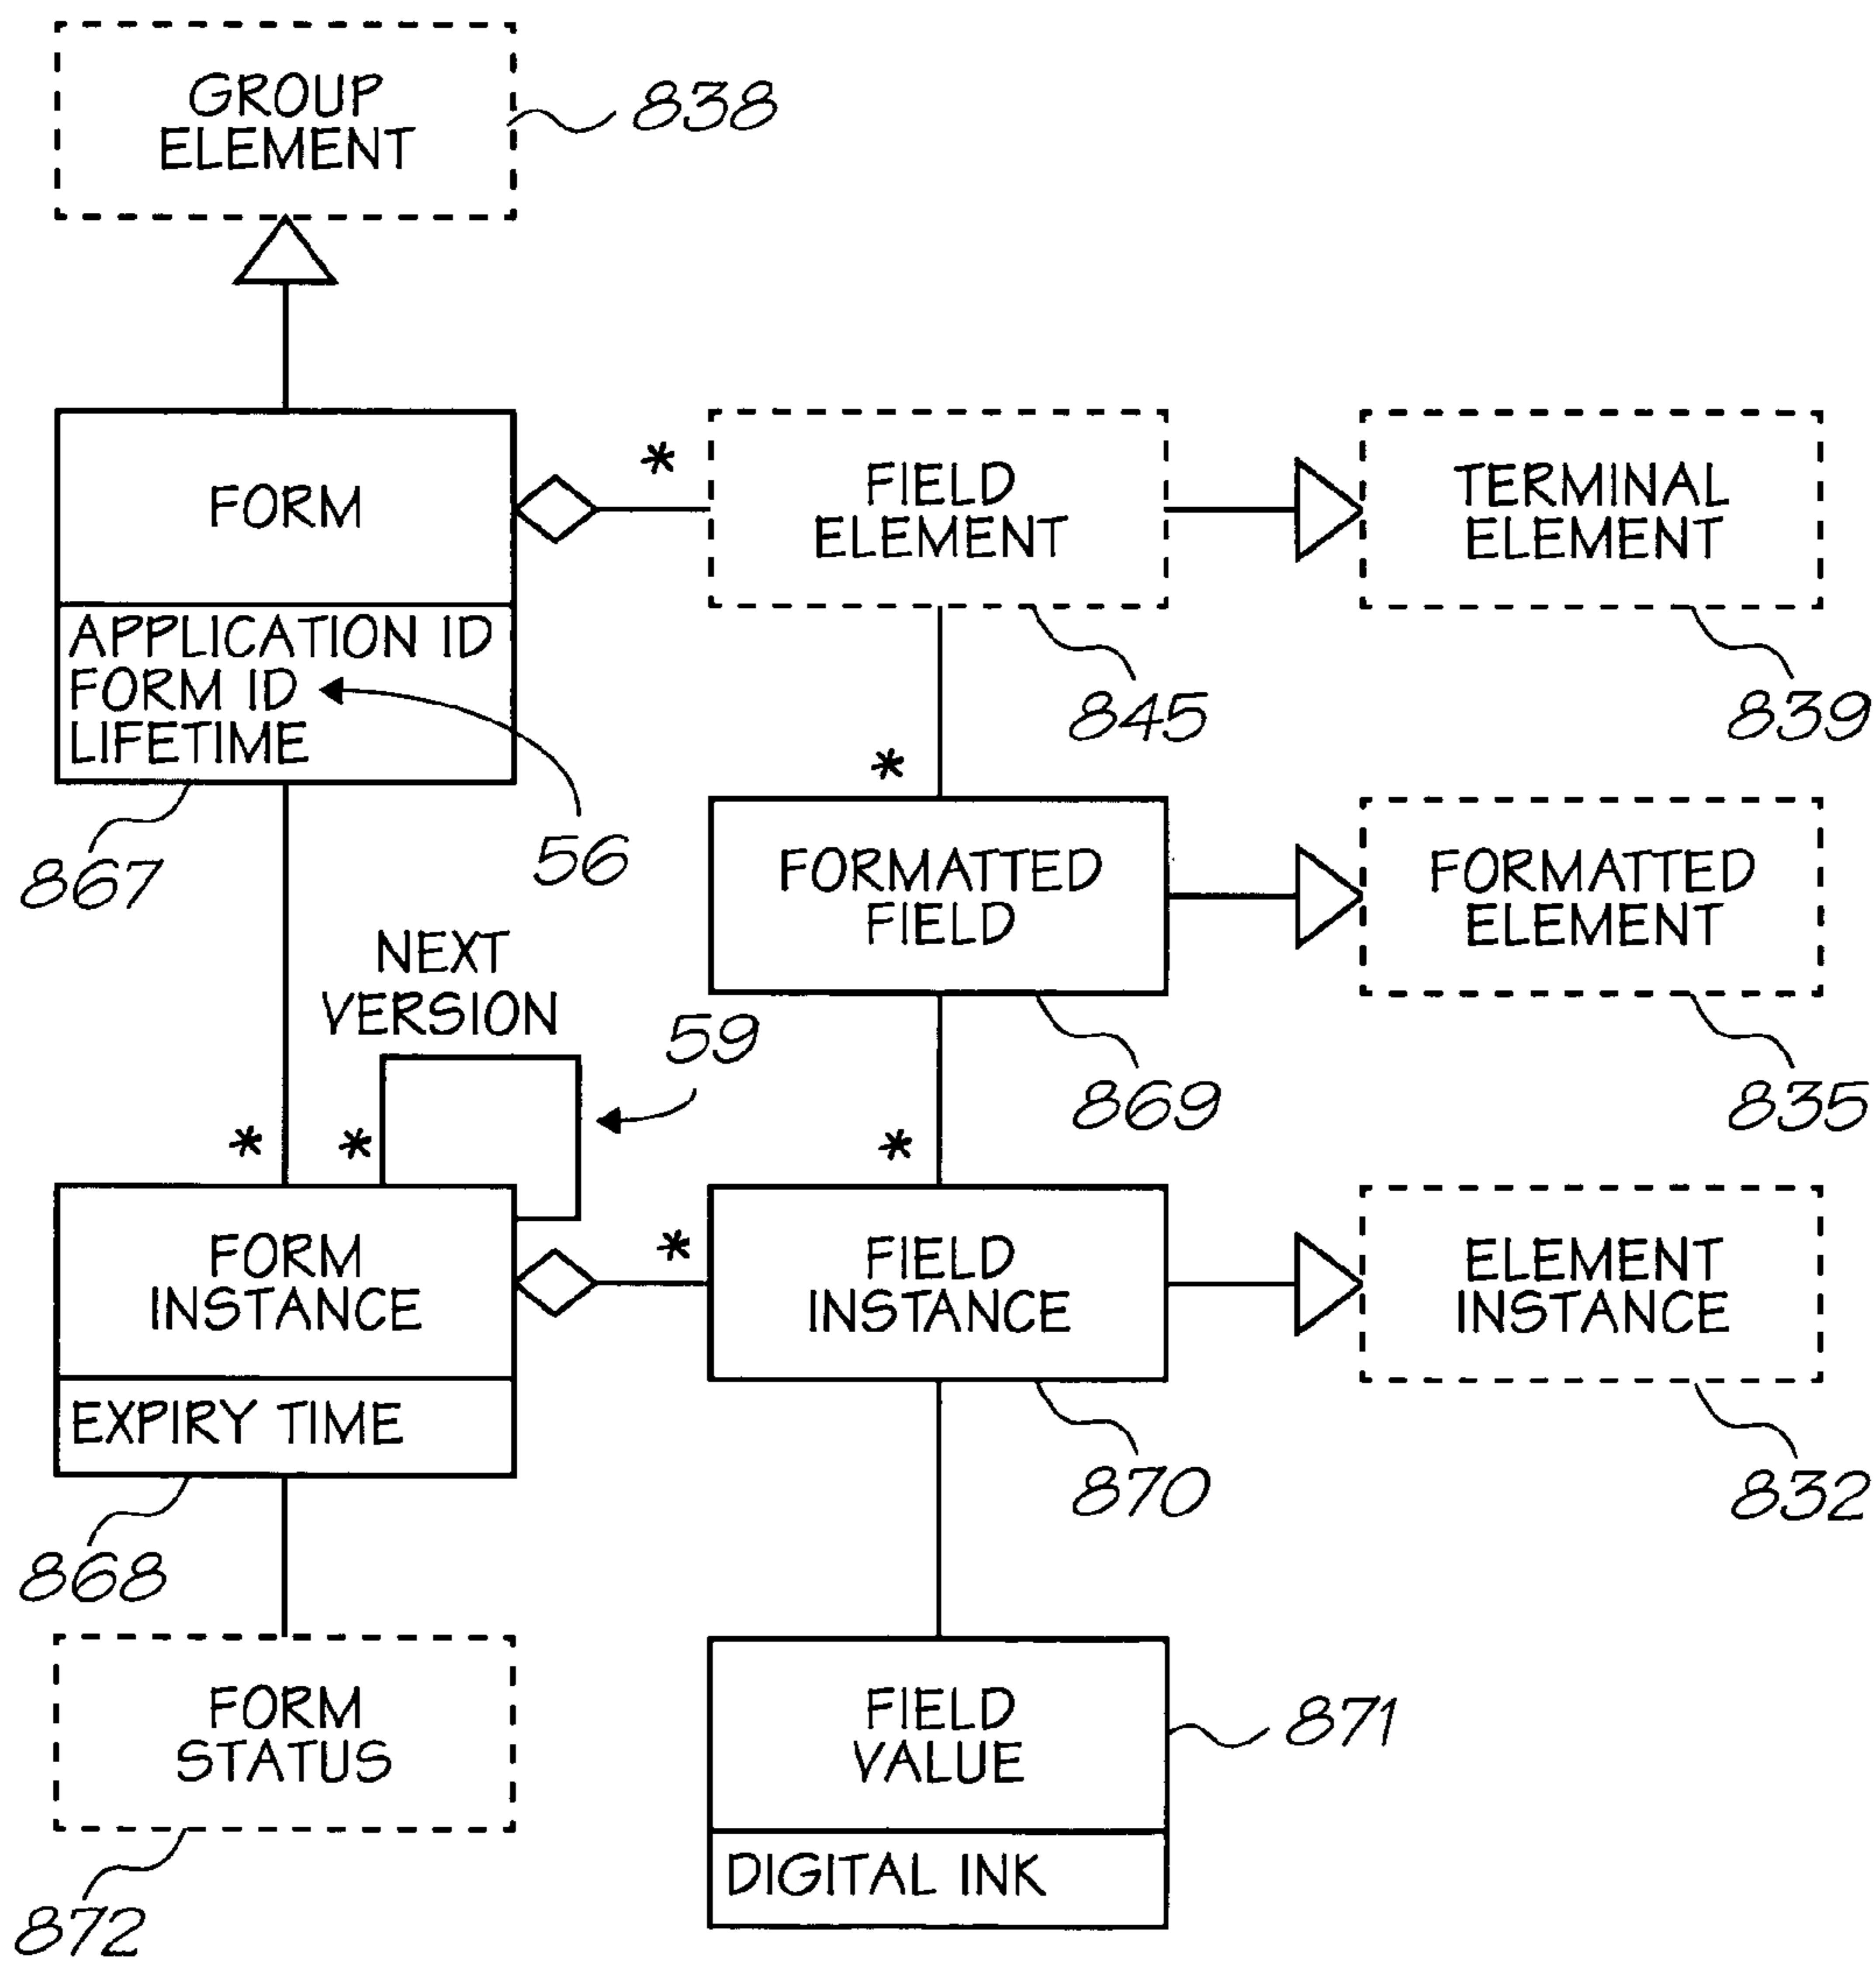 GROUP
ELEMENT
838
FORM
*
FIELD
ELEMENT
TERMINAL
ELEMENT
APPLICATION ID
FORM ID
LIFETIME
845
839
56
867
*
FORMATTED
FIELD
FORMATTED
ELEMENT
NEXT
VERSION
59
869
835
*
*
*
FORM
INSTANCE
*
FIELD
INSTANCE
ELEMENT
INSTANCE
EXPIRY TIME
870
832
868
FORM
STATUS
FIELD
VALUE
871
DIGITAL INK
872